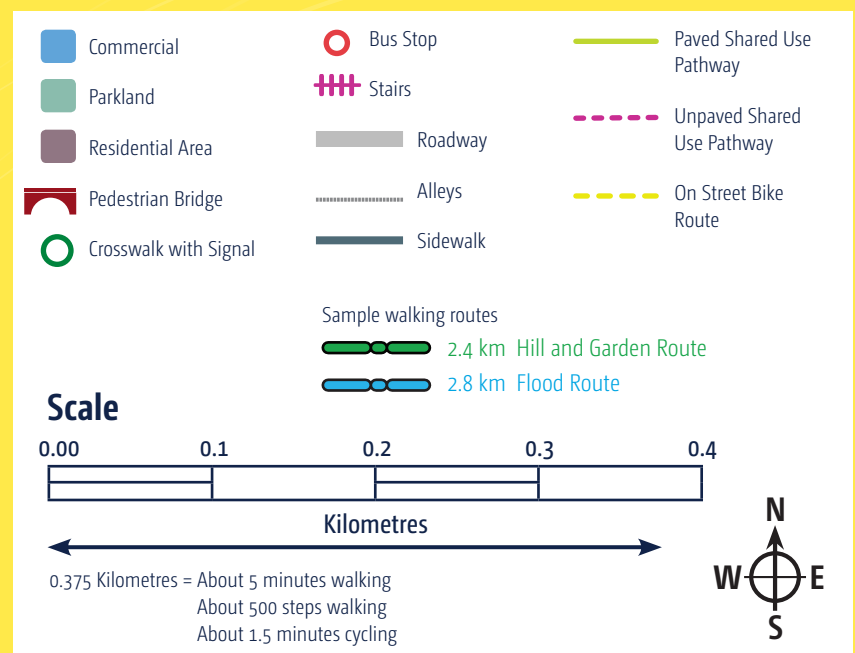 Commercial
Parkland
Residential Area
Pedestrian Bridge
Crosswalk with Signal
Bus Stop
Stairs
Roadway
Alleys
Sidewalk
Paved Shared Use
Pathway
Unpaved Shared
Use Pathway
On Street Bike
Route
Sample walking routes
2.4 km Hill and Garden Route
2.8 km Flood Route
Scale
0.00 0.1 0.2 0.3 0.4
Kilometres
0.375 Kilometres = About 5 minutes walking
About 500 steps walking
About 1.5 minutes cycling
N
W E
S